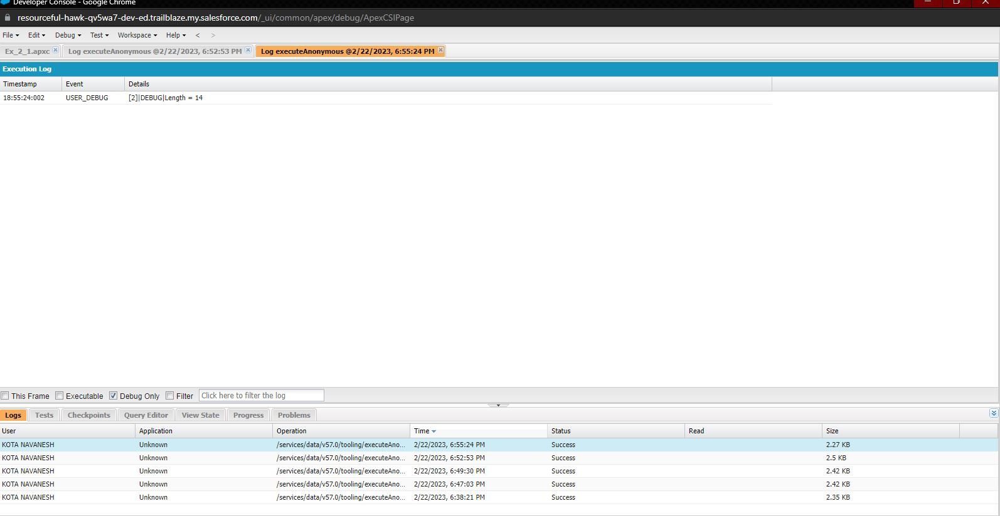 Developer Console - Google Chrome
resourceful-hawk-qv5wa7-dev-ed.trailblaze.my.salesforce.com/_ui/common/apex/debug/ApexCSIPage
File Edit Debug Test Workspace Help < >
Ex_2_1.apxc Log executeAnonymous @2/22/2023, 6:52:53 PM Log executeAnonymous @2/22/2023, 6:55:24 PM
Execution Log
Timestamp Event Details
18:55:24:002 USER_DEBUG [2]|DEBUG|Length = 14
This Frame Executable Debug Only Filter Click here to filter the log
Logs Tests Checkpoints Query Editor View State Progress Problems
User Application Operation Time Status Read Size
KOTA NAVANESH Unknown /services/data/v57.0/tooling/executeAno... 2/22/2023, 6:55:24 PM Success 2.27 KB
KOTA NAVANESH Unknown /services/data/v57.0/tooling/executeAno... 2/22/2023, 6:52:53 PM Success 2.5 KB
KOTA NAVANESH Unknown /services/data/v57.0/tooling/executeAno... 2/22/2023, 6:49:30 PM Success 2.42 KB
KOTA NAVANESH Unknown /services/data/v57.0/tooling/executeAno... 2/22/2023, 6:47:03 PM Success 2.42 KB
KOTA NAVANESH Unknown /services/data/v57.0/tooling/executeAno... 2/22/2023, 6:38:21 PM Success 2.35 KB